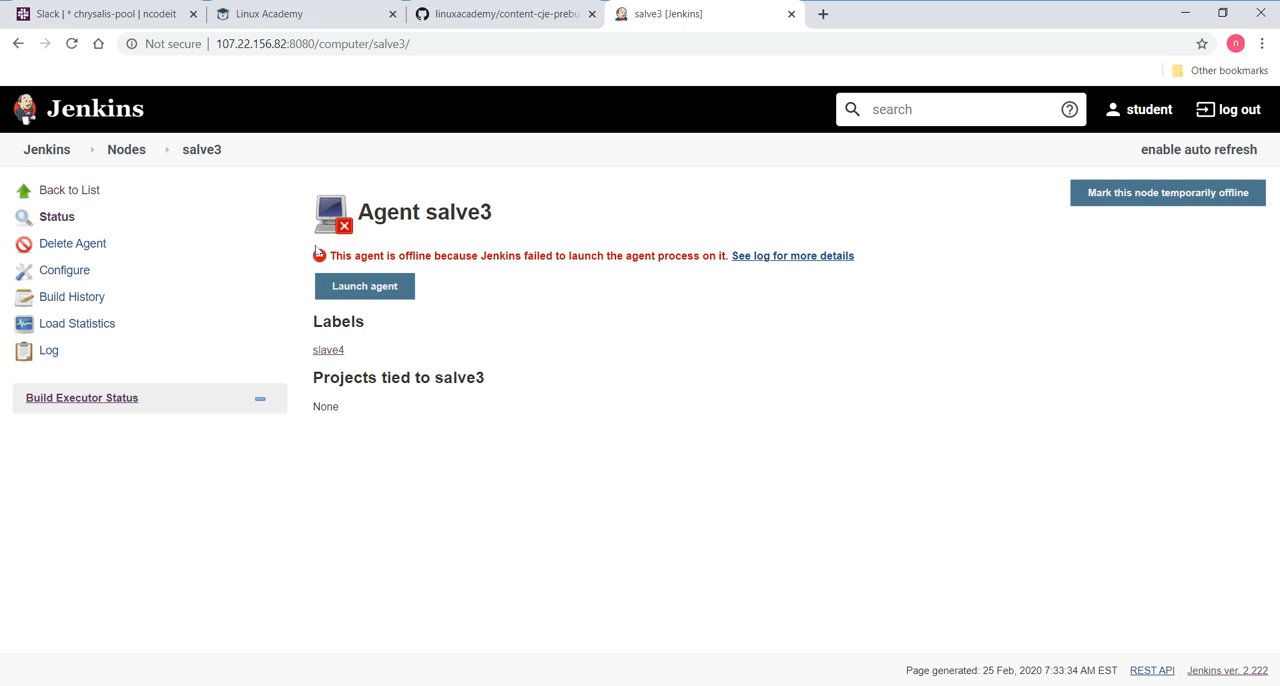 Slack | * chrysalis-pool | ncodeit
Linux Academy
linuxacademy/content-cje-prebu
salve3 [Jenkins]
Not secure | 107.22.156.82:8080/computer/salve3/
n
Other bookmarks
Jenkins
search
student
log out
Jenkins
Nodes
salve3
enable auto refresh
Back to List
Status
Delete Agent
Configure
Build History
Load Statistics
Log
Build Executor Status
Mark this node temporarily offline
Agent salve3
This agent is offline because Jenkins failed to launch the agent process on it. See log for more details
Launch agent
Labels
slave4
Projects tied to salve3
None
Page generated: 25 Feb, 2020 7:33:34 AM EST REST API Jenkins ver. 2.222